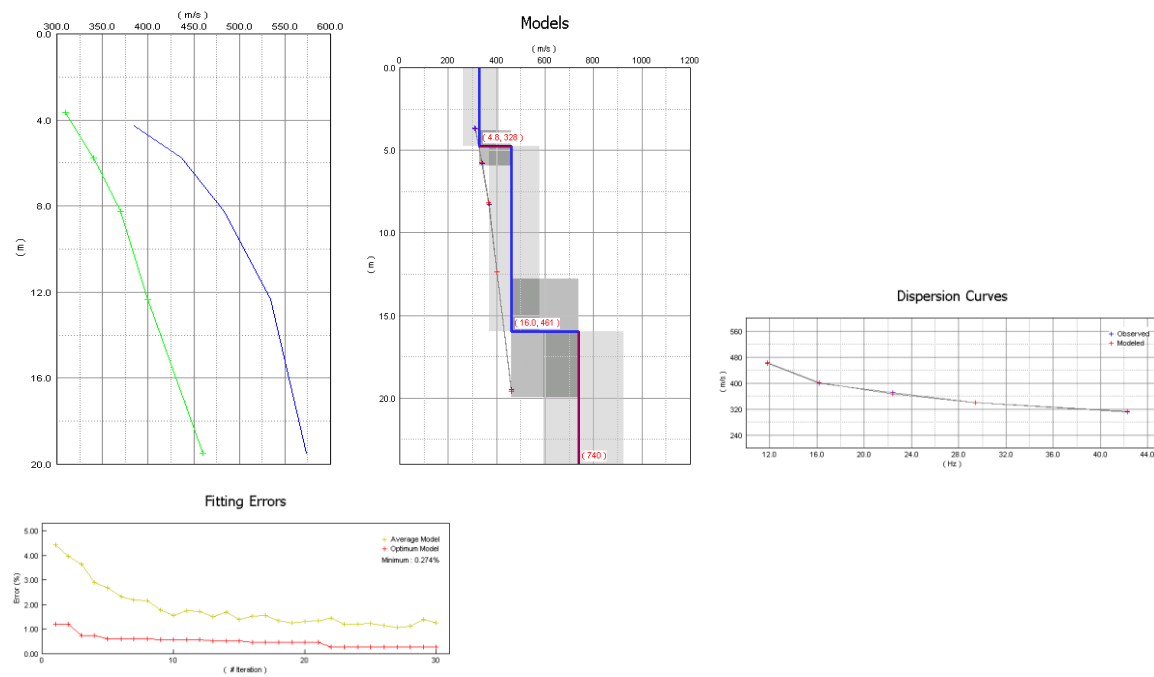 ( m/s )
300.0 350.0 400.0 450.0 500.0 550.0 600.0
0.0
4.0
8.0
12.0
16.0
20.0
( m )
Models
( m/s )
0 200 400 600 800 1000 1200
0.0
5.0
10.0
15.0
20.0
( m )
( 4.8, 328 )
( 16.0, 461 )
( 740 )
Dispersion Curves
560
480
400
320
240
(m/s)
Observed
Modeled
12.0 16.0 20.0 24.0 28.0 32.0 36.0 40.0 44.0
( Hz )
Fitting Errors
5.00
4.00
3.00
2.00
1.00
0.00
Error (%)
Average Model
Optimum Model
Minimum : 0.274%
0 10 20 30
( # Iteration )